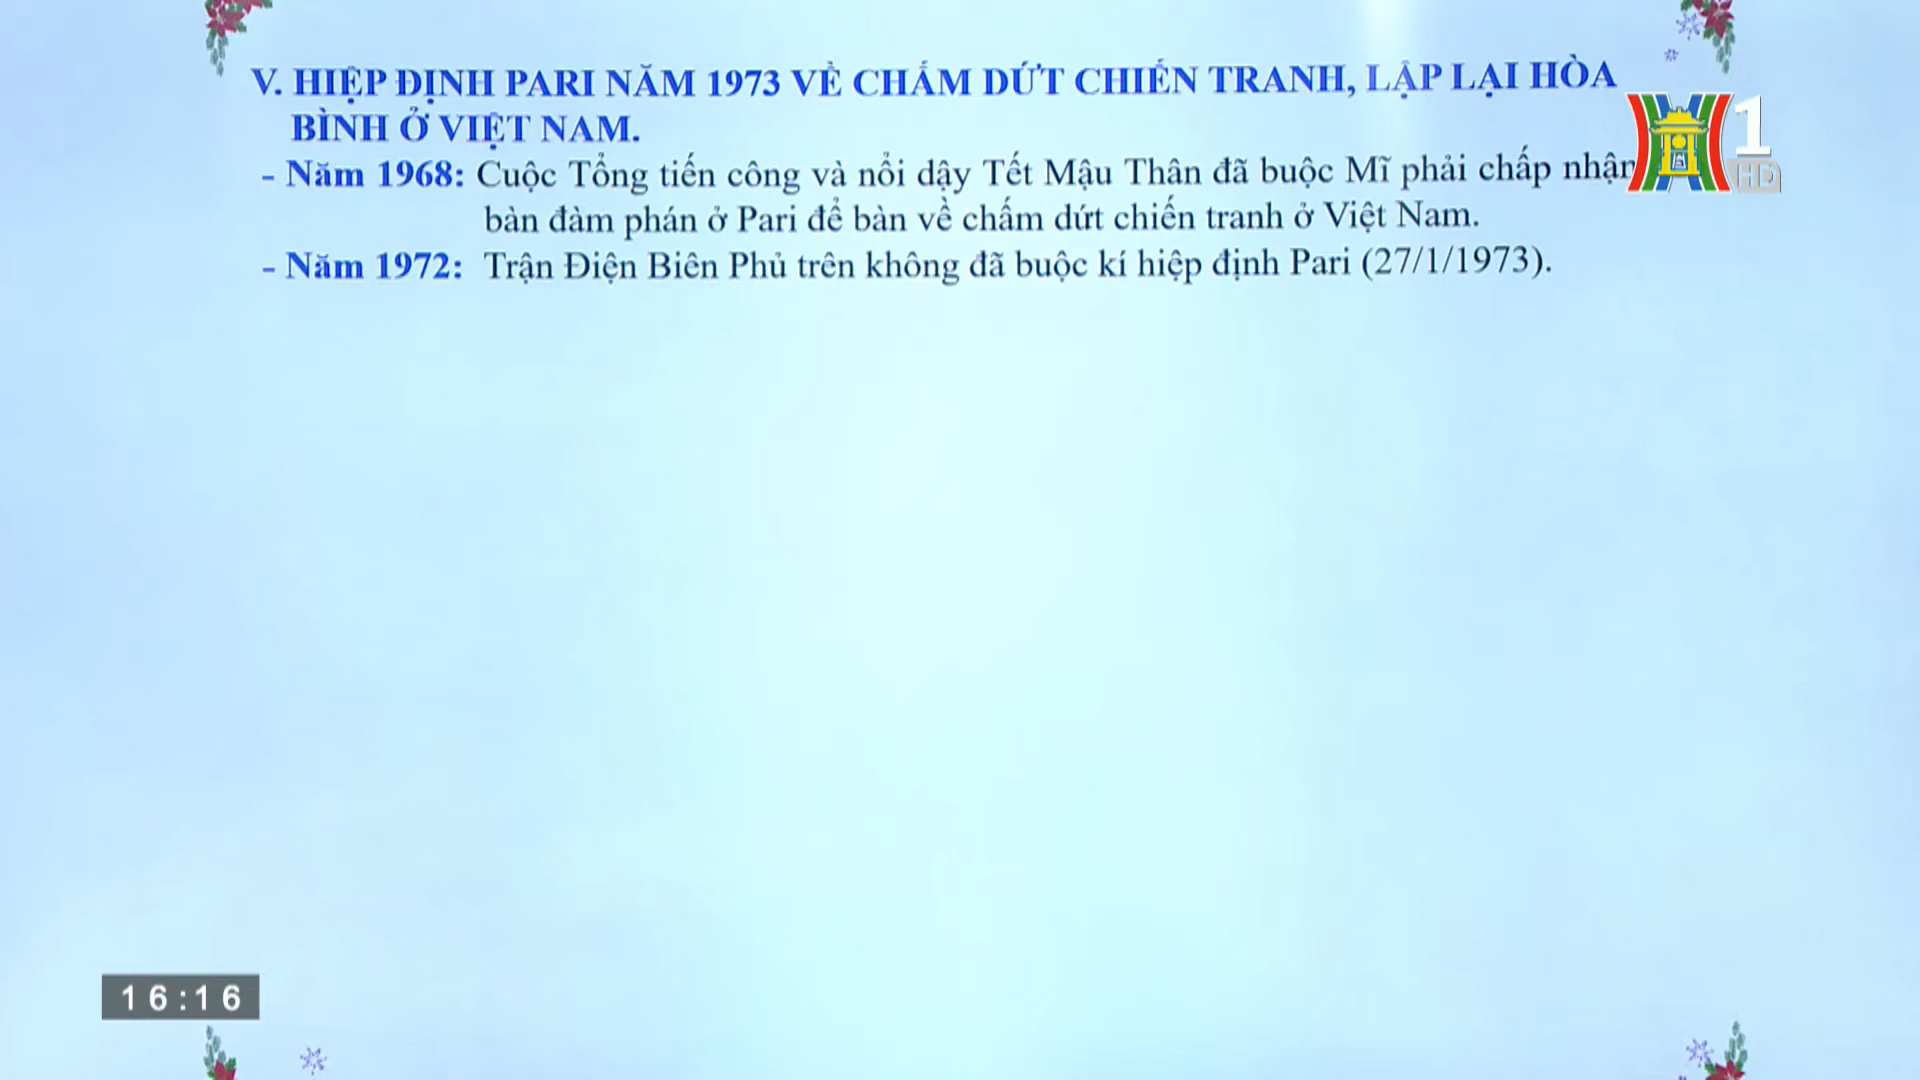 V. HIỆP ĐỊNH PARI NĂM 1973 VỀ CHẤM DỨT CHIẾN TRANH, LẬP LẠI HÒA
BÌNH Ở VIỆT NAM.
1
HD
- Năm 1968: Cuộc Tổng tiến công và nổi dậy Tết Mậu Thân đã buộc Mĩ phải chấp nhận
bàn đàm phán ở Pari để bàn về chấm dứt chiến tranh ở Việt Nam.
- Năm 1972: Trận Điện Biên Phủ trên không đã buộc kí hiệp định Pari (27/1/1973).
16:16